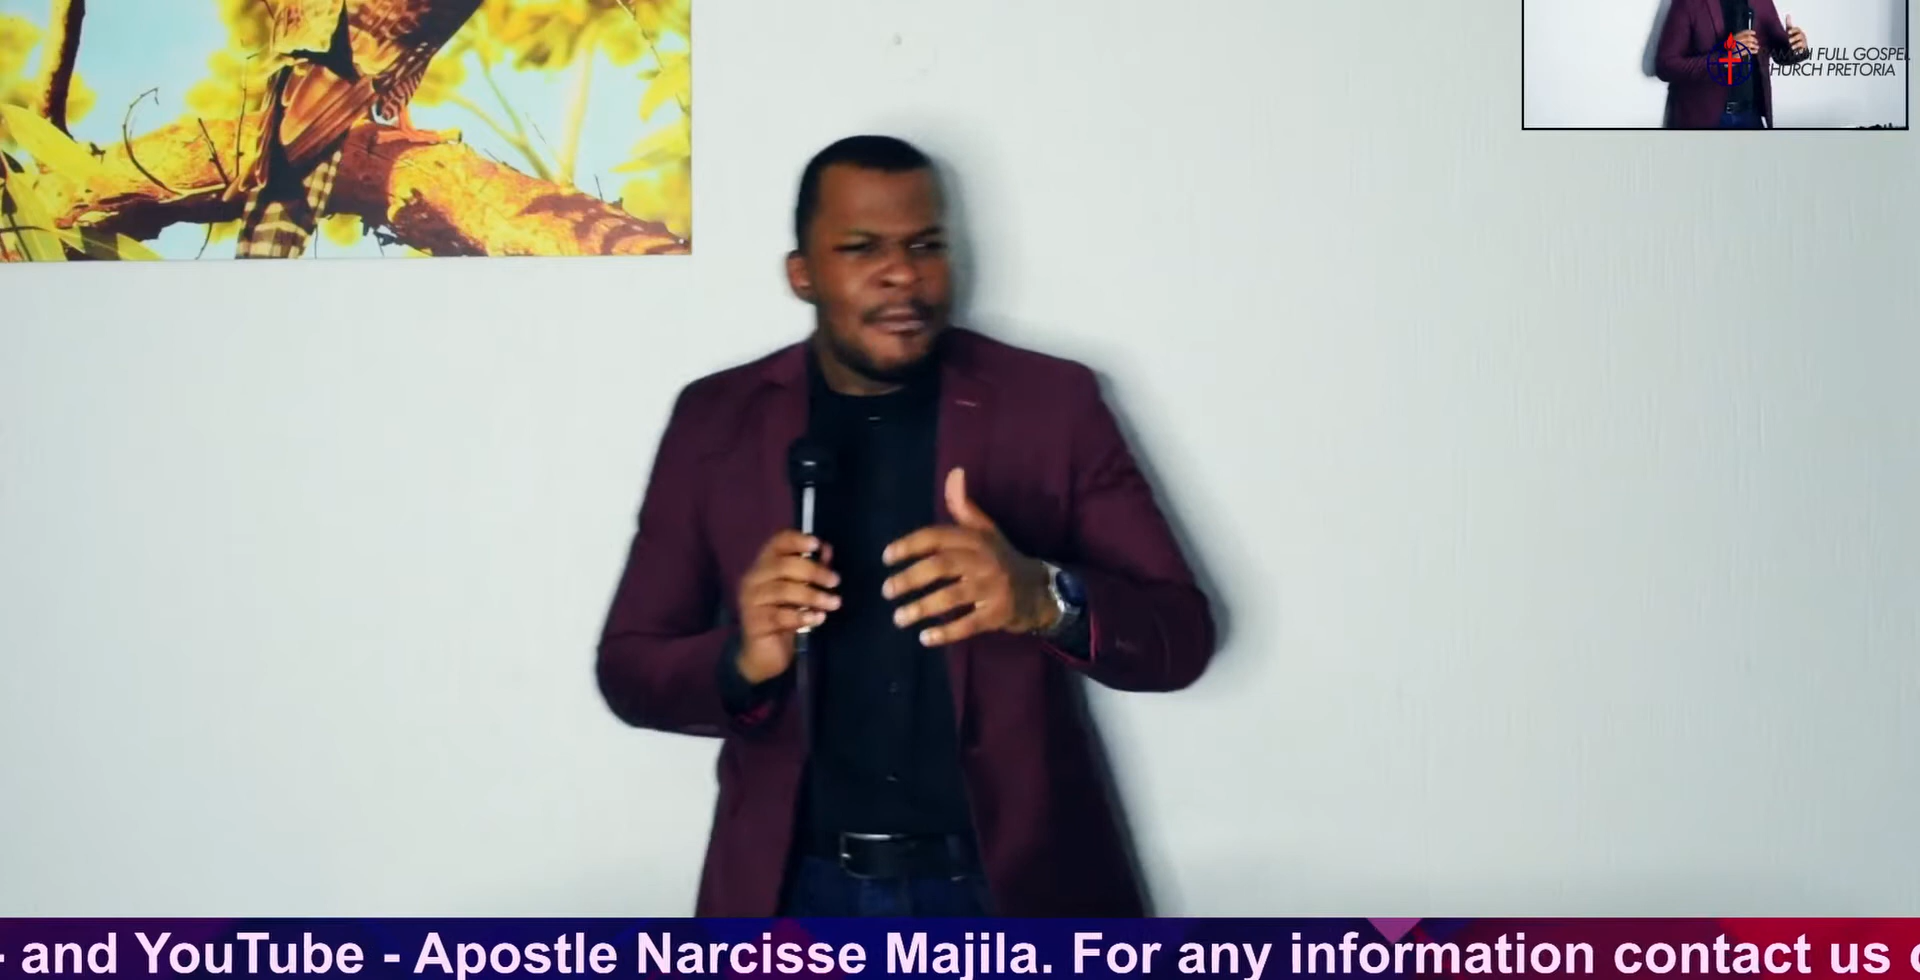 FULL GOSPEL
CHURCH PRETORIA
- and YouTube - Apostle Narcisse Majila. For any information contact us